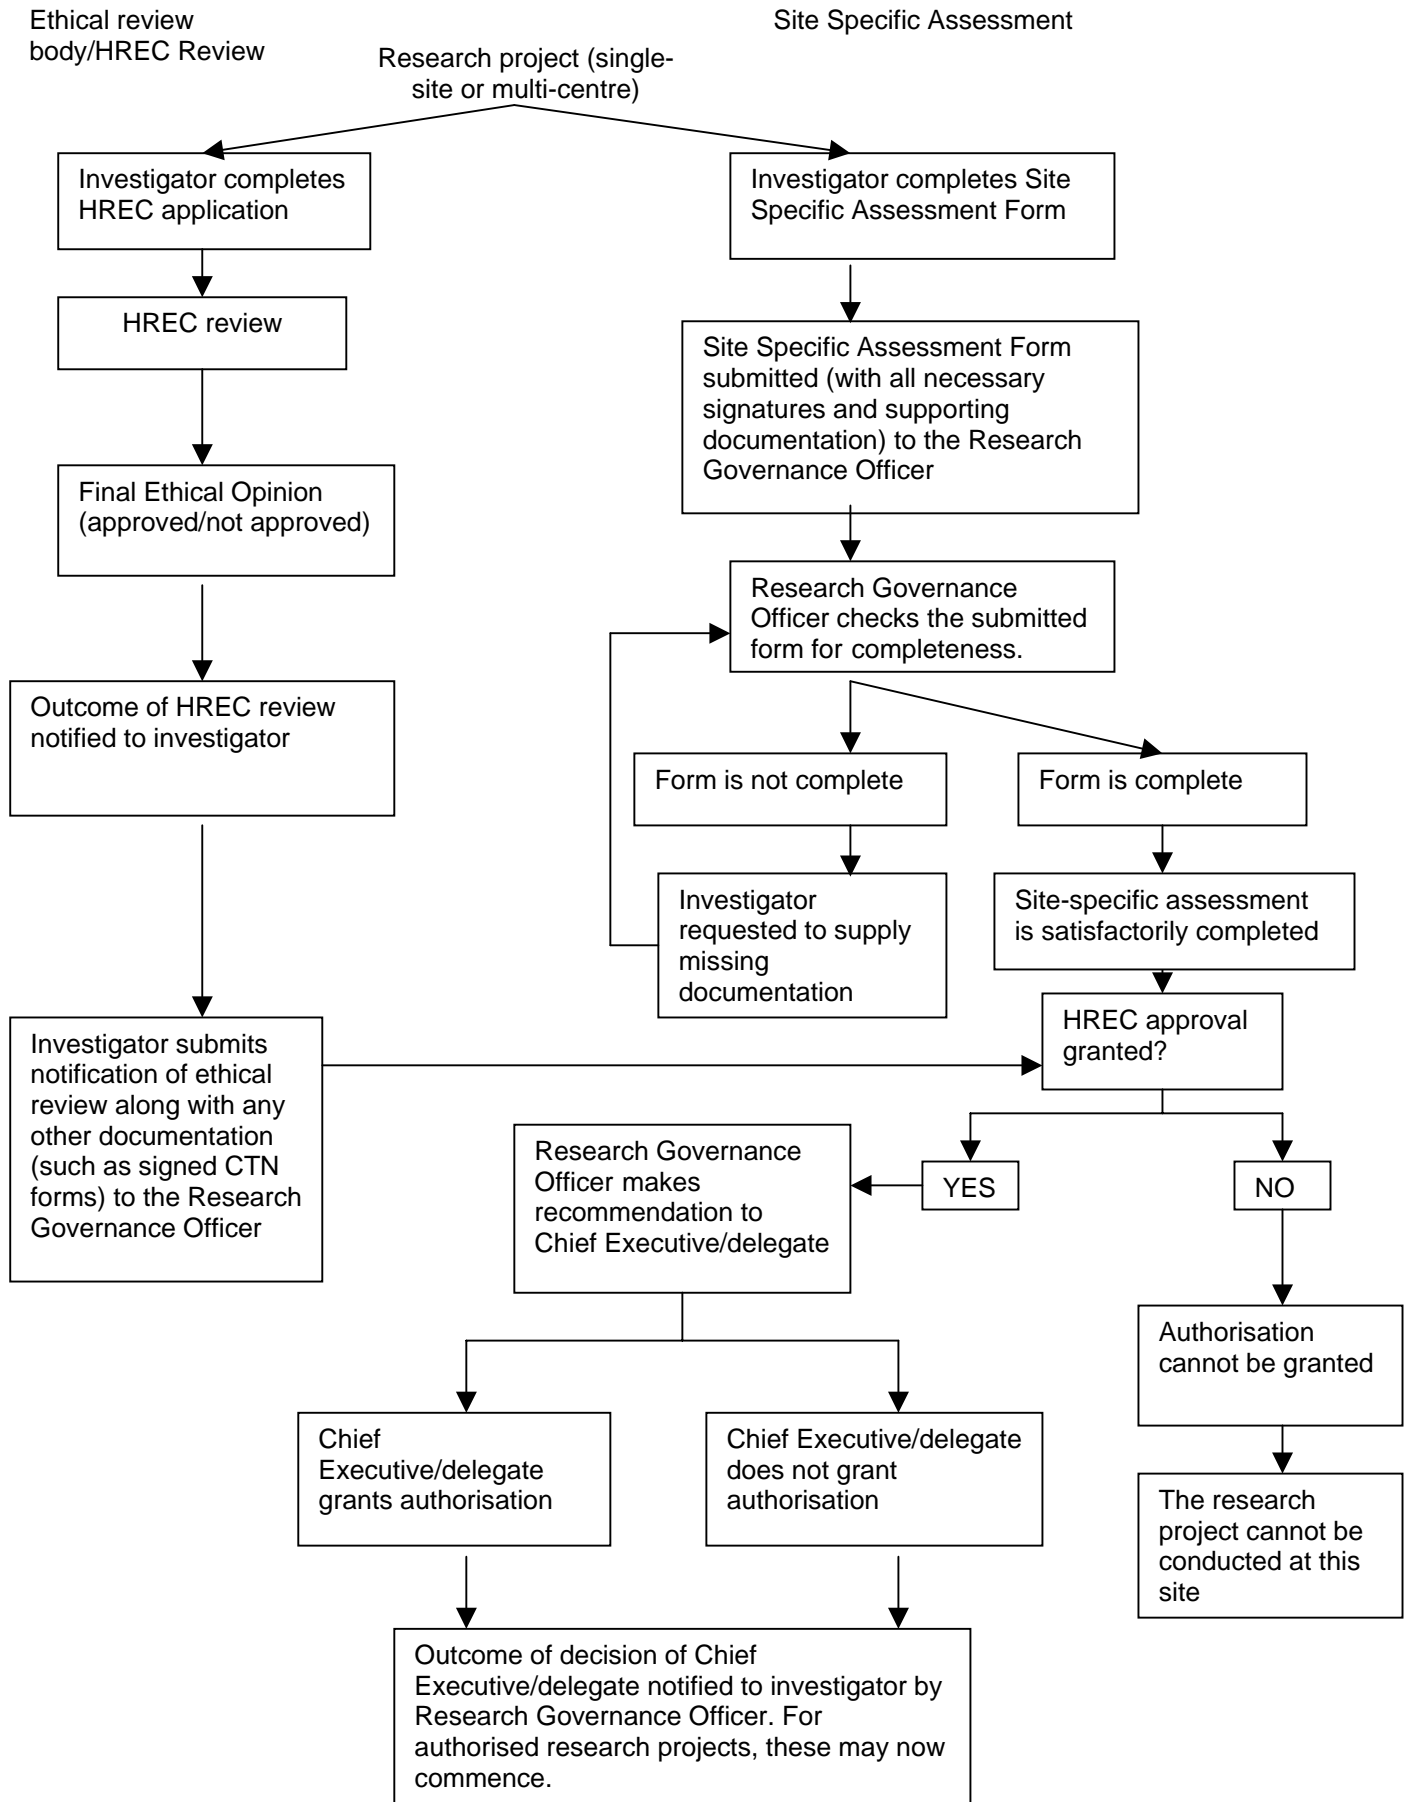 Ethical review
body/HREC Review
Site Specific Assessment
Research project (single-
site or multi-centre)
Investigator completes
HREC application
Investigator completes Site
Specific Assessment Form
HREC review
Site Specific Assessment Form
submitted (with all necessary
signatures and supporting
documentation) to the Research
Governance Officer
Final Ethical Opinion
(approved/not approved)
Research Governance
Officer checks the submitted
form for completeness.
Outcome of HREC review
notified to investigator
Form is not complete
Form is complete
Investigator
requested to supply
missing
documentation
Site-specific assessment
is satisfactorily completed
HREC approval
granted?
Investigator submits
notification of ethical
review along with any
other documentation
(such as signed CTN
forms) to the Research
Governance Officer
Research Governance
Officer makes
recommendation to
Chief Executive/delegate
YES
NO
Authorisation
cannot be granted
Chief
Executive/delegate
grants authorisation
Chief Executive/delegate
does not grant
authorisation
The research
project cannot be
conducted at this
site
Outcome of decision of Chief
Executive/delegate notified to investigator by
Research Governance Officer. For
authorised research projects, these may now
commence.